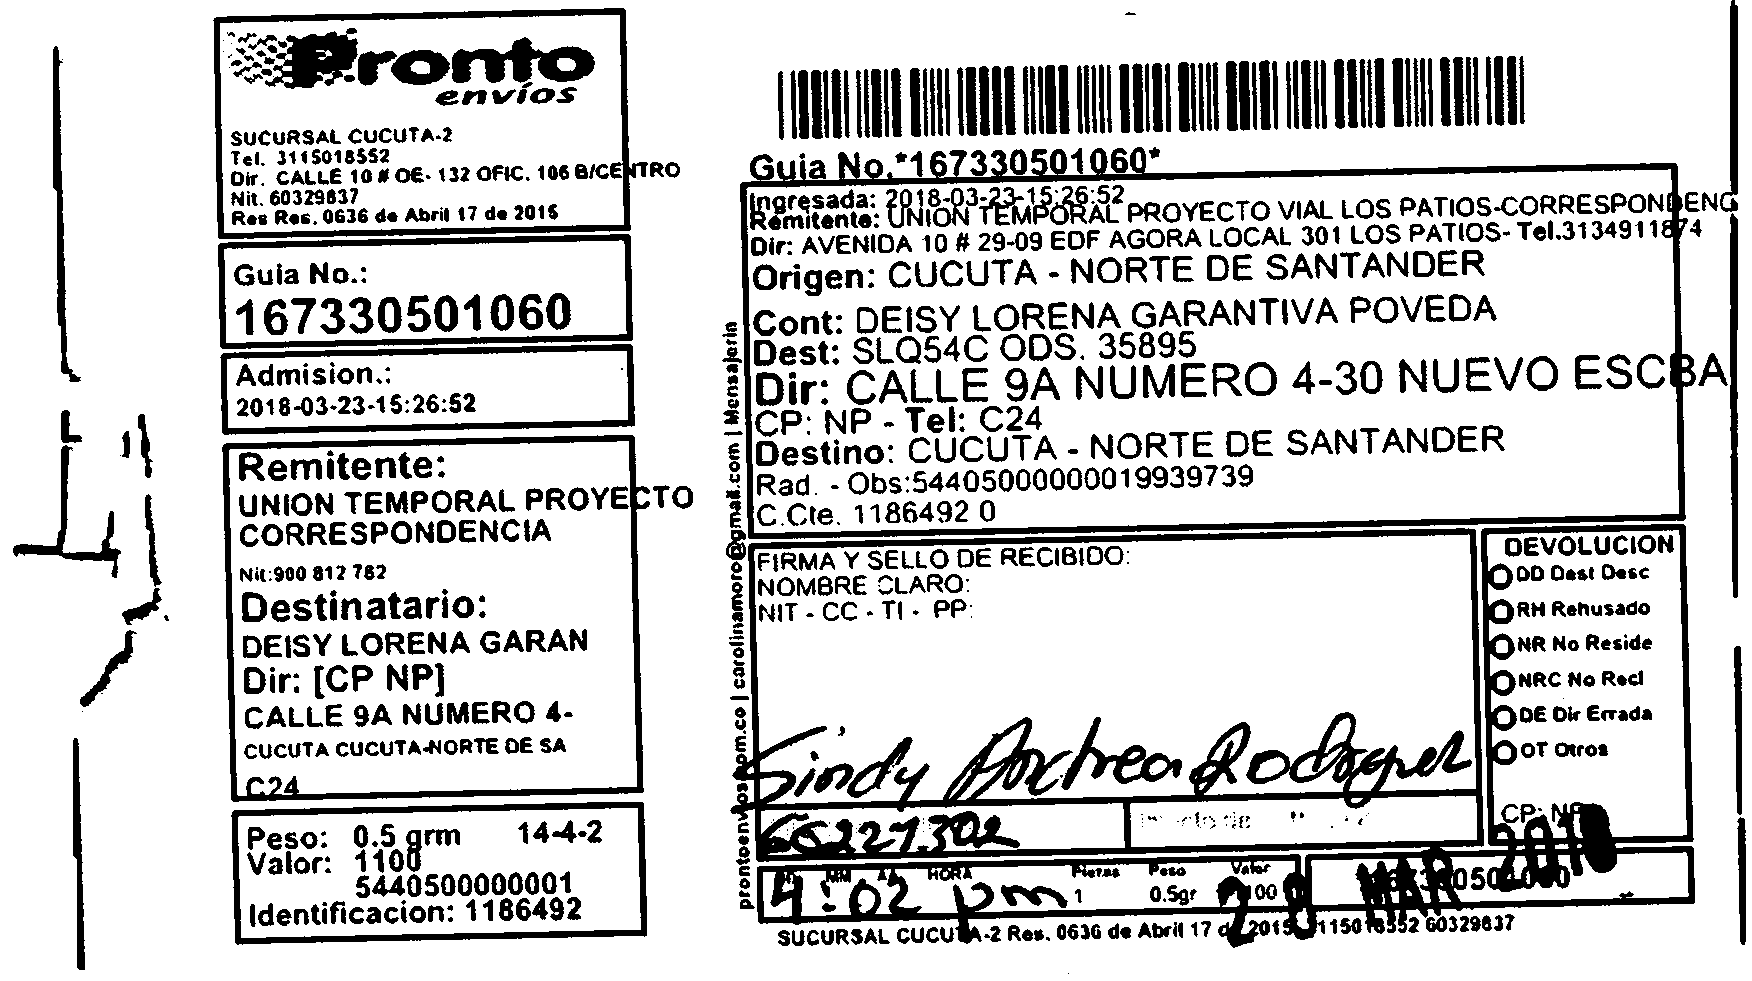 Pronto
envíos
SUCURSAL CUCUTA-2
Tel. 3115018552
Dir. CALLE 10 # OE- 132 OFIC. 106 B/CENTRO
Nit. 60329837
Res Res. 0636 de Abril 17 de 2015
Guia No.:
167330501060
Admision.:
2018-03-23-15:26:52
Remitente:
UNION TEMPORAL PROYECTO
CORRESPONDENCIA
Nit:900 812 782
Destinatario:
DEISY LORENA GARAN
Dir: [CP NP]
CALLE 9A NUMERO 4-
CUCUTA CUCUTA-NORTE DE SA
C24
Peso: 0.5 grm 14-4-2
Valor: 1100
5440500000001
Identificacion: 1186492
Guia No.*167330501060*
Ingresada: 2018-03-23-15:26:52
Remitente: UNION TEMPORAL PROYECTO VIAL LOS PATIOS-CORRESPONDENC
Dir: AVENIDA 10 # 29-09 EDF AGORA LOCAL 301 LOS PATIOS- Tel.3134911874
Origen: CUCUTA - NORTE DE SANTANDER
Cont: DEISY LORENA GARANTIVA POVEDA
Dest: SLQ54C ODS. 35895
Dir: CALLE 9A NUMERO 4-30 NUEVO ESCBA
CP: NP - Tel: C24
Destino: CUCUTA - NORTE DE SANTANDER
Rad. - Obs:544050000000019939739
C.Cte. 1186492 0
prontoenvios.com.co | carolinamoro@gmail.com | Mensajeria
FIRMA Y SELLO DE RECIBIDO:
NOMBRE CLARO:
NIT - CC - TI - PP:
Sindy Andrea Rodriguez
DEVOLUCION
DD Dest Desc
RH Rehusado
NR No Reside
NRC No Recl
DE Dir Errada
OT Otros
CP: NP
MM AA HORA Piezas Peso Valor
4:02 pm 1 0.5gr
MAR 2018
SUCURSAL CUCUTA-2 Res. 0636 de Abril 17 de 2015 3115018552 60329837